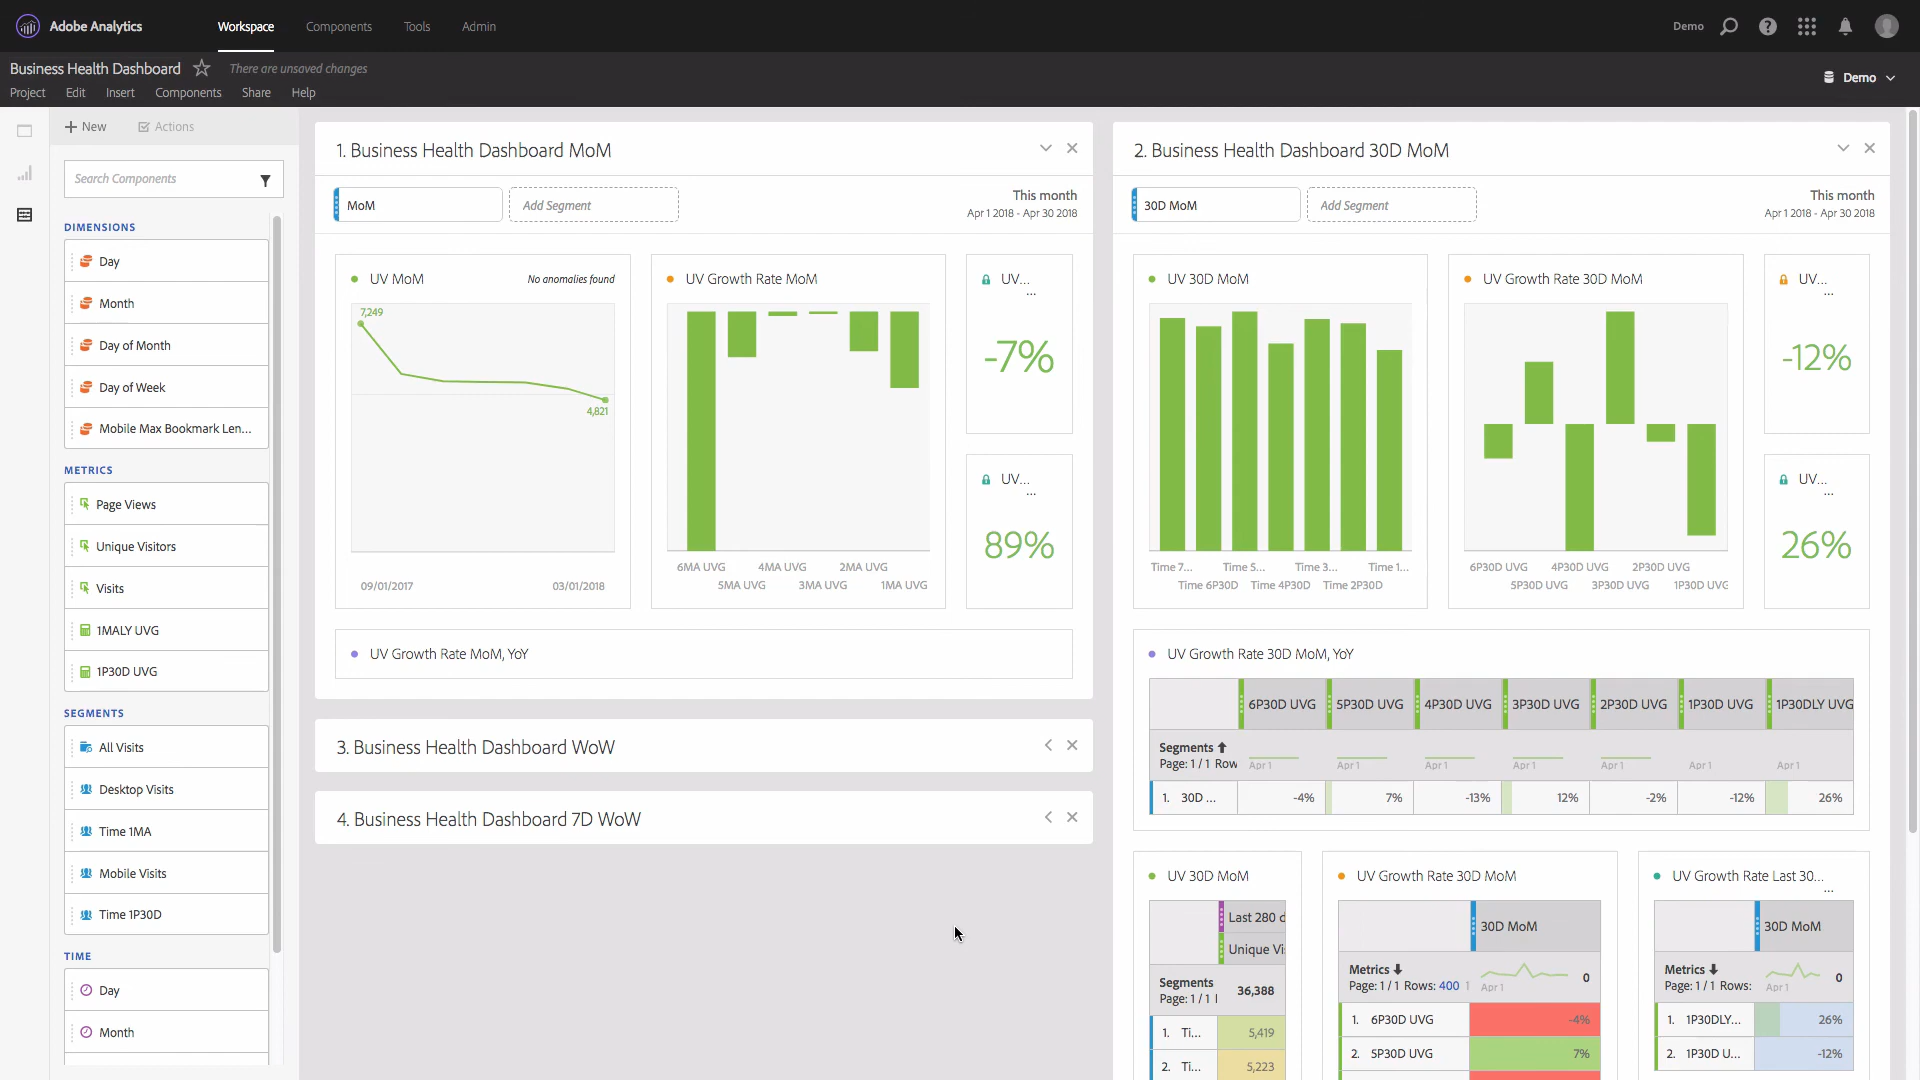 Adobe Analytics
Workspace
Components
Tools
Admin
Demo
Business Health Dashboard
There are unsaved changes
Project
Edit
Insert
Components
Share
Help
Demo
New
Actions
Search Components
DIMENSIONS
Day
Month
Day of Month
Day of Week
Mobile Max Bookmark Len...
METRICS
Page Views
Unique Visitors
Visits
1MALY UVG
1P30D UVG
SEGMENTS
All Visits
Desktop Visits
Time 1MA
Mobile Visits
Time 1P30D
TIME
Day
Month
1. Business Health Dashboard MoM
MoM
Add Segment
This month
Apr 1 2018 - Apr 30 2018
UV MoM
No anomalies found
7,249
4,821
09/01/2017
03/01/2018
UV Growth Rate MoM
6MA UVG
4MA UVG
2MA UVG
5MA UVG
3MA UVG
1MA UVG
UV...
...
-7%
UV...
...
89%
UV Growth Rate MoM, YoY
3. Business Health Dashboard WoW
4. Business Health Dashboard 7D WoW
2. Business Health Dashboard 30D MoM
30D MoM
Add Segment
This month
Apr 1 2018 - Apr 30 2018
UV 30D MoM
Time 7...
Time 5...
Time 3...
Time 1...
Time 6P30D
Time 4P30D
Time 2P30D
UV Growth Rate 30D MoM
6P30D UVG
4P30D UVG
2P30D UVG
5P30D UVG
3P30D UVG
1P30D UVG
UV...
...
-12%
UV...
...
26%
UV Growth Rate 30D MoM, YoY
6P30D UVG
5P30D UVG
4P30D UVG
3P30D UVG
2P30D UVG
1P30D UVG
1P30DLY UVG
Segments
Page: 1 / 1 Row
Apr 1
Apr 1
Apr 1
Apr 1
Apr 1
Apr 1
Apr 1
1. 30D ...
-4%
7%
-13%
12%
-2%
-12%
26%
UV 30D MoM
Last 280 d
Unique Vi
Segments
Page: 1 / 1
36,388
1. Ti...
5,419
2. Ti...
5,223
UV Growth Rate 30D MoM
30D MoM
Metrics
Page: 1 / 1 Rows: 400 1
Apr 1
0
1. 6P30D UVG
-4%
2. 5P30D UVG
7%
UV Growth Rate Last 30...
...
30D MoM
Metrics
Page: 1 / 1 Rows:
Apr 1
0
1. 1P30DLY...
26%
2. 1P30D U...
-12%